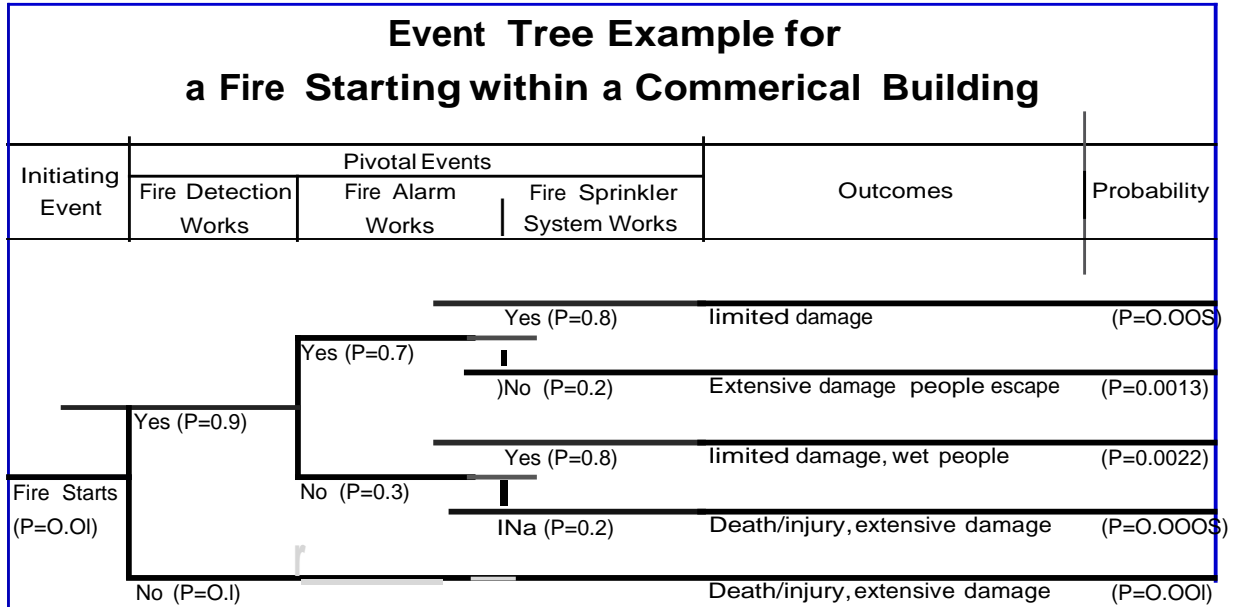 Event Tree Example for
a Fire Starting within a Commerical Building
Initiating
Event
Pivotal Events
Fire Detection
Works
Fire Alarm
Works
Fire Sprinkler
System Works
Outcomes
Probability
Yes (P=0.8)
limited damage
(P=O.OOS)
Yes (P=0.7)
)No (P=0.2)
Extensive damage people escape
(P=0.0013)
Yes (P=0.9)
Yes (P=0.8)
limited damage, wet people
(P=0.0022)
Fire Starts
(P=O.Ol)
No (P=0.3)
INa (P=0.2)
Death/injury, extensive damage
(P=O.OOOS)
No (P=O.l)
Death/injury, extensive damage
(P=O.OOl)